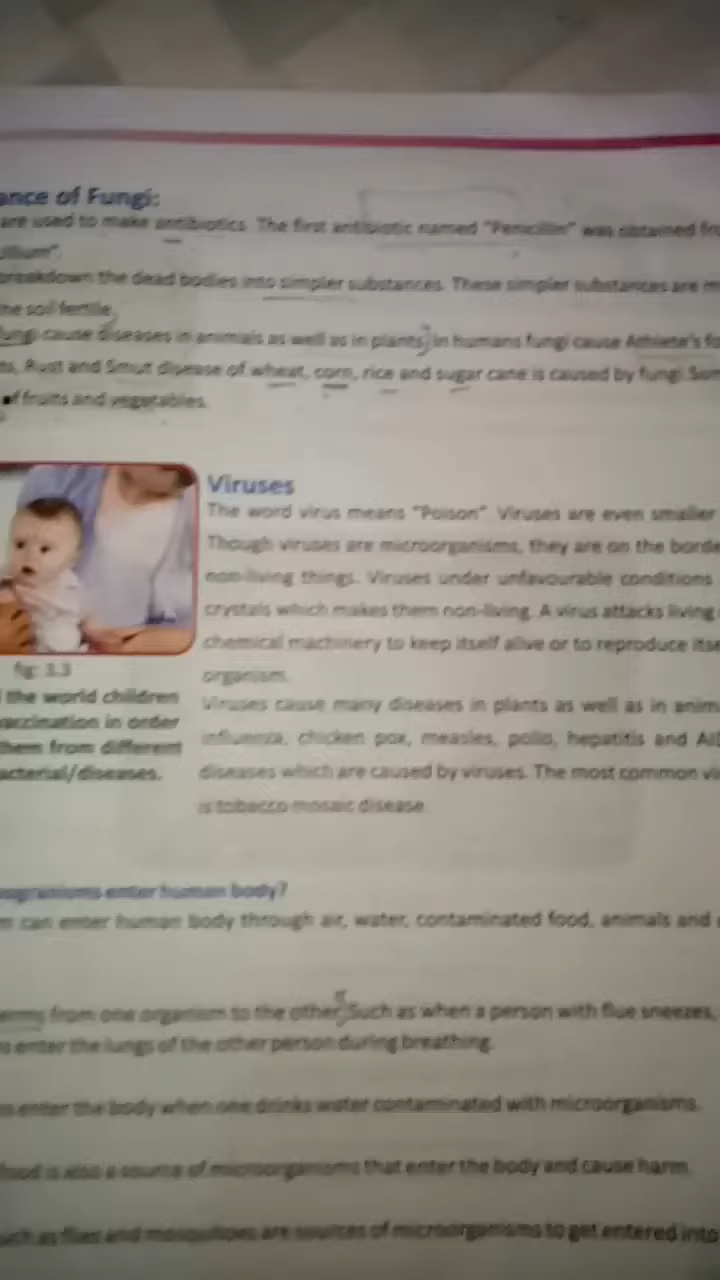 ance of Fungi:
are used to make antibiotics. The first antibiotic named "Penicillin" was obtained fr
illium".
breakdown the dead bodies into simpler substances. These simpler substances are m
he soil fertile.
fungi cause diseases in animals as well as in plants. In humans fungi cause Athlete's fo
ts, Rust and Smut disease of wheat, corn, rice and sugar cane is caused by fungi. Som
of fruits and vegetables.
Viruses
The word virus means "Poison". Viruses are even smaller
Though viruses are microorganisms, they are on the borde
non-living things. Viruses under unfavourable conditions
crystals which makes them non-living. A virus attacks living
chemical machinery to keep itself alive or to reproduce itse
organism.
fig: 3.3
the world children
vaccination in order
them from different
acterial/diseases.
Viruses cause many diseases in plants as well as in anim
influenza, chicken pox, measles, polio, hepatitis and AID
diseases which are caused by viruses. The most common vi
is tobacco mosaic disease.
enter human body?
can enter human body through air, water, contaminated food, animals and
erms from one organism to the other. Such as when a person with flue sneezes,
enter the lungs of the other person during breathing.
enter the body when one drinks water contaminated with microorganisms.
food is also a source of microorganisms that enter the body and cause harm.
such as flies and mosquitoes are sources of microorganisms to get entered into